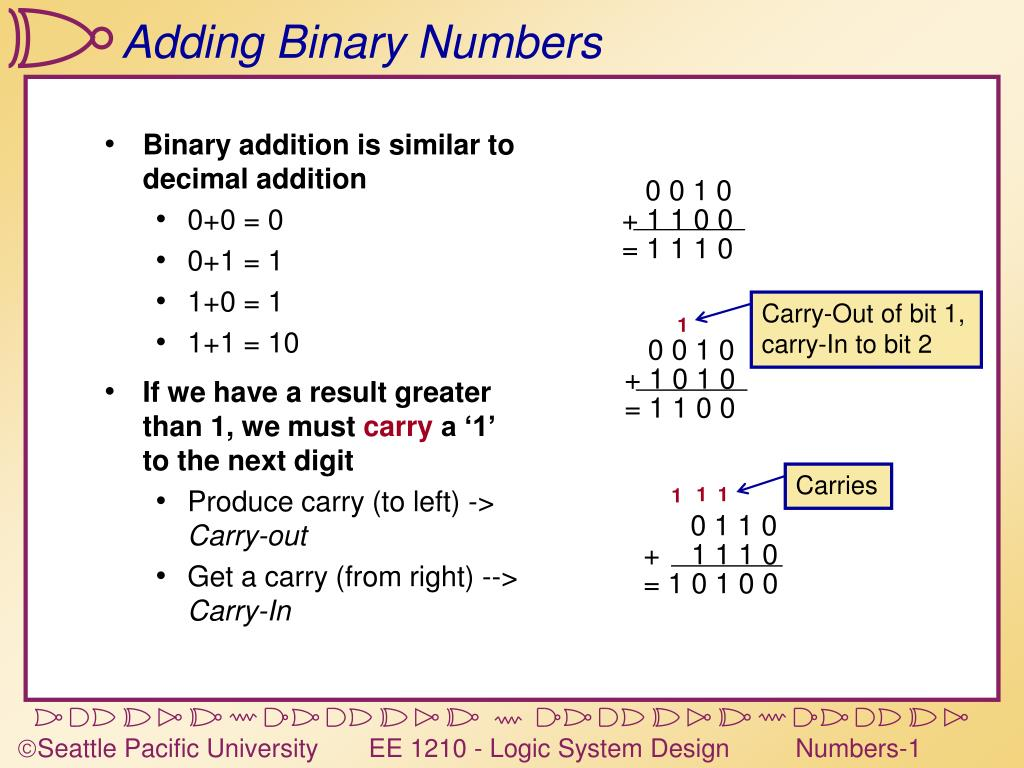 Adding Binary Numbers
• Binary addition is similar to
decimal addition
• 0+0 = 0
• 0+1 = 1
• 1+0 = 1
• 1+1 = 10
• If we have a result greater
than 1, we must carry a ‘1’
to the next digit
• Produce carry (to left) ->
Carry-out
• Get a carry (from right) -->
Carry-In
0 0 1 0
+ 1 1 0 0
= 1 1 1 0
Carry-Out of bit 1,
carry-In to bit 2
1
0 0 1 0
+ 1 0 1 0
= 1 1 0 0
Carries
1 1 1
0 1 1 0
+ 1 1 1 0
= 1 0 1 0 0
©Seattle Pacific University EE 1210 - Logic System Design Numbers-1